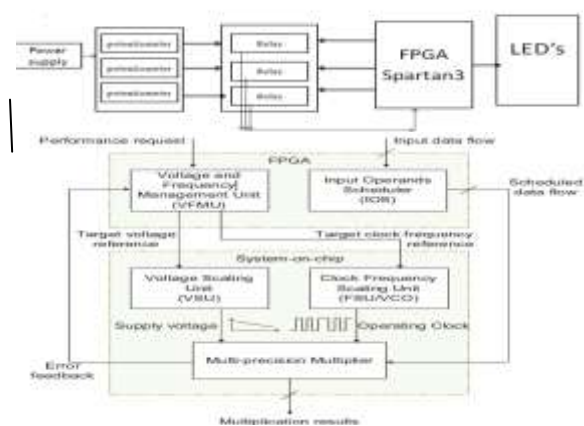 Power
supply
potentiometer
potentiometer
potentiometer
Relay
Relay
Relay
FPGA
Spartan3
LED's
Performance request
Input data flow
FPGA
Voltage and
Frequency
Management Unit
(VFMU)
Input Operands
Scheduler
(IOS)
Scheduled
data flow
Target voltage
reference
Target clock frequency
reference
System-on-chip
Voltage Scaling
Unit
(VSU)
Clock Frequency
Scaling Unit
(FSU/VCO)
Supply voltage
Operating Clock
Error
feedback
Multi-precision Multiplier
Multiplication results